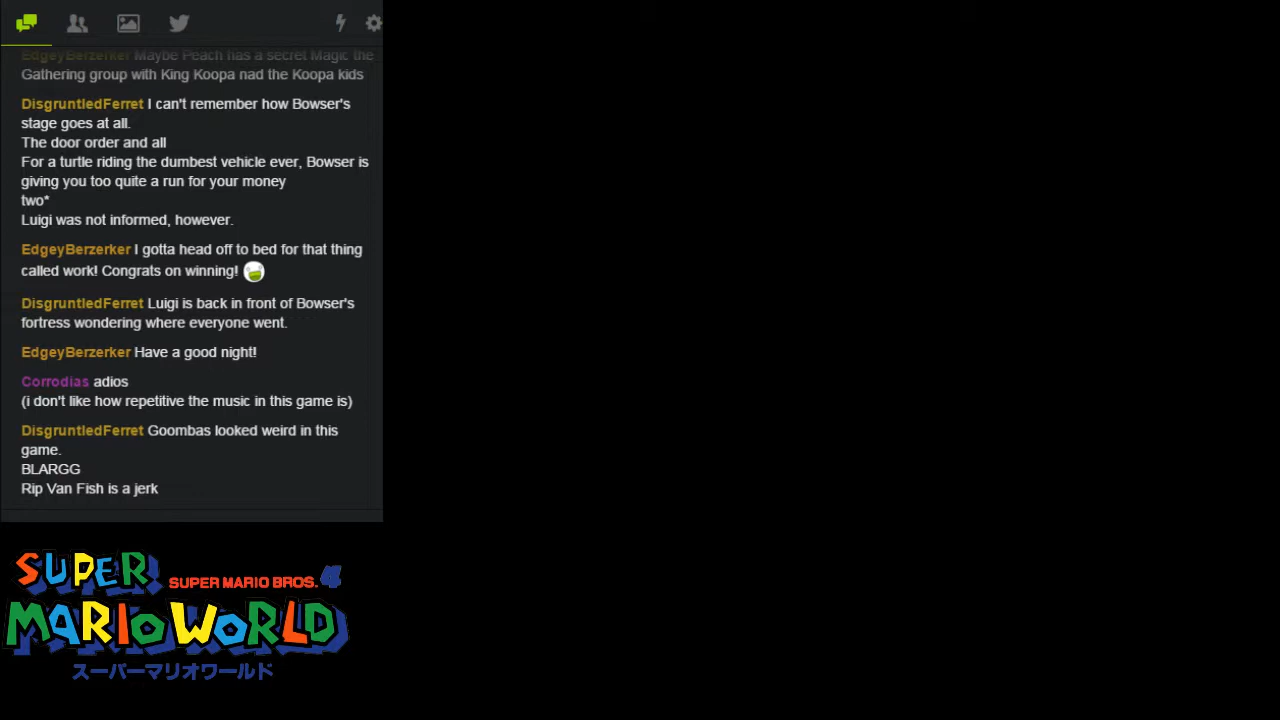 EdgeyBerzerker Maybe Peach has a secret Magic the
Gathering group with King Koopa nad the Koopa kids
DisgruntledFerret I can't remember how Bowser's
stage goes at all.
The door order and all
For a turtle riding the dumbest vehicle ever, Bowser is
giving you too quite a run for your money
two*
Luigi was not informed, however.
EdgeyBerzerker I gotta head off to bed for that thing
called work! Congrats on winning!
DisgruntledFerret Luigi is back in front of Bowser's
fortress wondering where everyone went.
EdgeyBerzerker Have a good night!
Corrodias adios
(i don't like how repetitive the music in this game is)
DisgruntledFerret Goombas looked weird in this
game.
BLARGG
Rip Van Fish is a jerk
SUPER SUPER MARIO BROS. 4
MARIO WORLD
スーパーマリオワールド